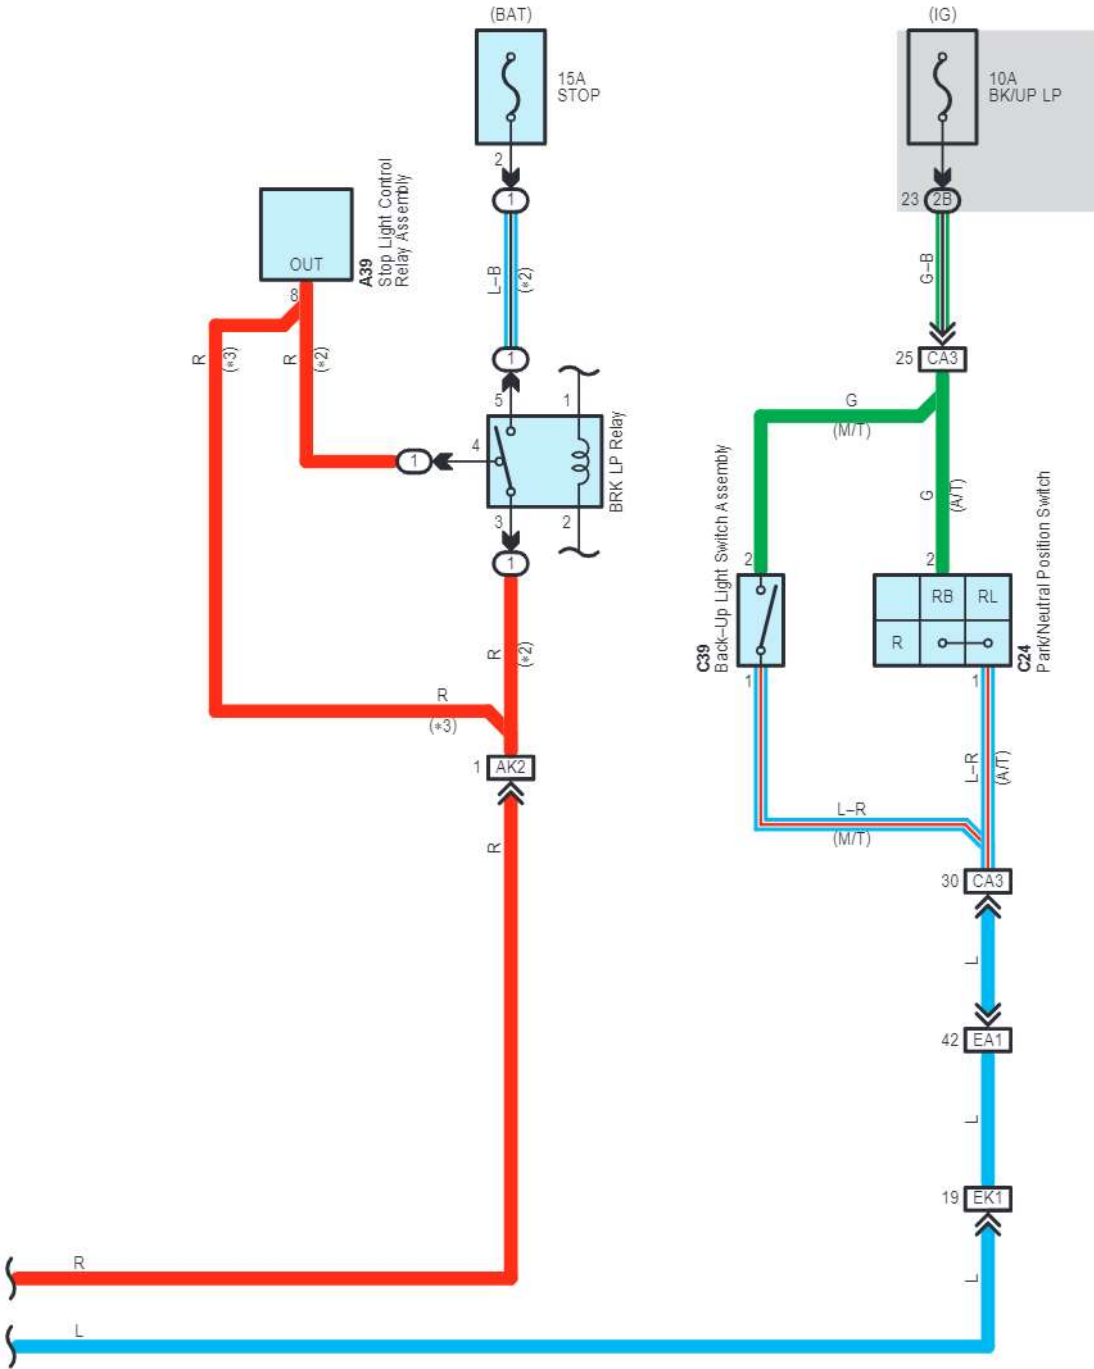 (BAT)
(IG)
15A
STOP
10A
BK/UP LP
2
1
23
2B
A39
Stop Light Control
Relay Assembly
OUT
8
L–B
(*2)
G–B
R
(*3)
R
(*2)
1
25
CA3
5
1
G
(M/T)
4
1
BRK LP Relay
3
2
G
(A/T)
1
2
2
C39
Back–Up Light Switch Assembly
RB
RL
R
C24
Park/Neutral Position Switch
R
(*2)
1
1
R
(*3)
1
AK2
L–R
(A/T)
L–R
(M/T)
R
30
CA3
L
42
EA1
L
19
EK1
R
L
L